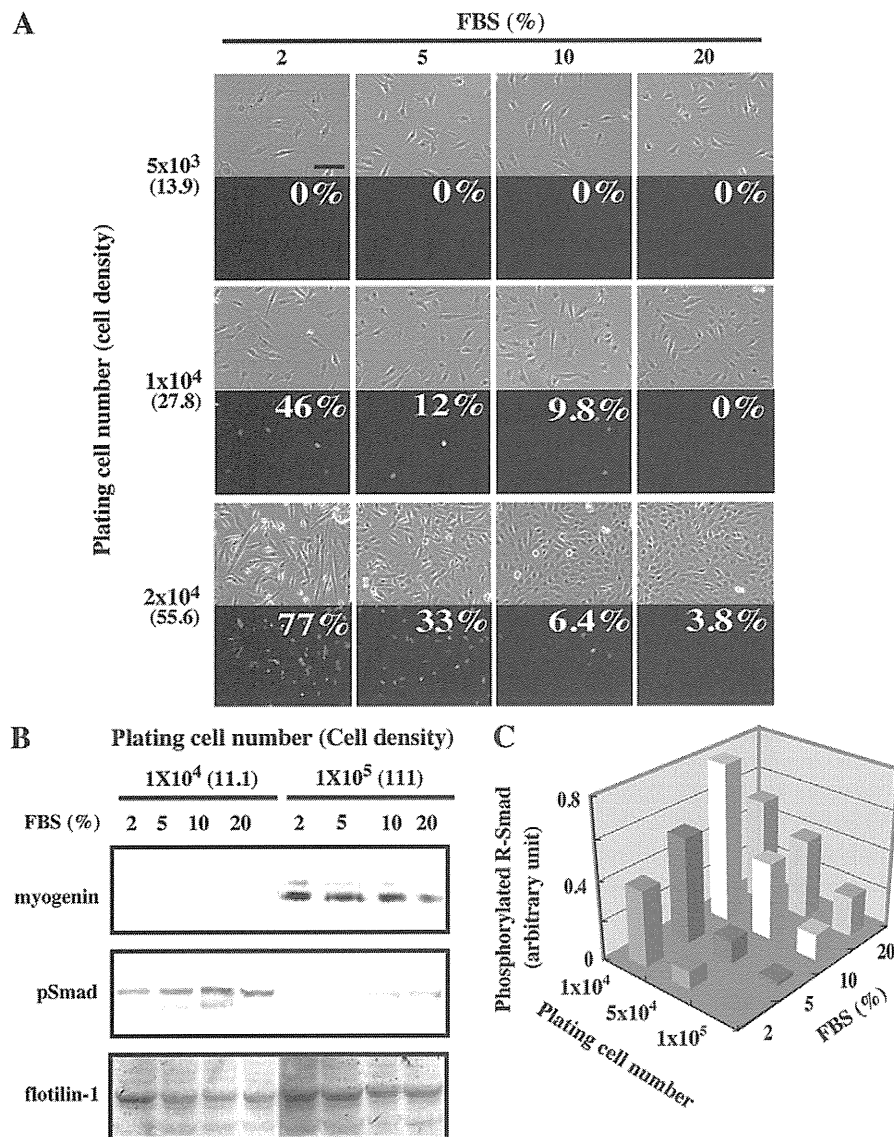 A
FBS (%)
2 5 10 20
Plating cell number (cell density)
5x10³
(13.9)
0% 0% 0% 0%
1x10⁴
(27.8)
46% 12% 9.8% 0%
2x10⁴
(55.6)
77% 33% 6.4% 3.8%
B
Plating cell number (Cell density)
1X10⁴ (11.1) 1X10⁵ (111)
FBS (%) 2 5 10 20 2 5 10 20
myogenin
pSmad
flotilin-1
C
Phosphorylated R-Smad
(arbitrary unit)
0.8
0.4
0
1x10⁴
5x10⁴
1x10⁵
Plating cell number
2
5
10
20
FBS (%)